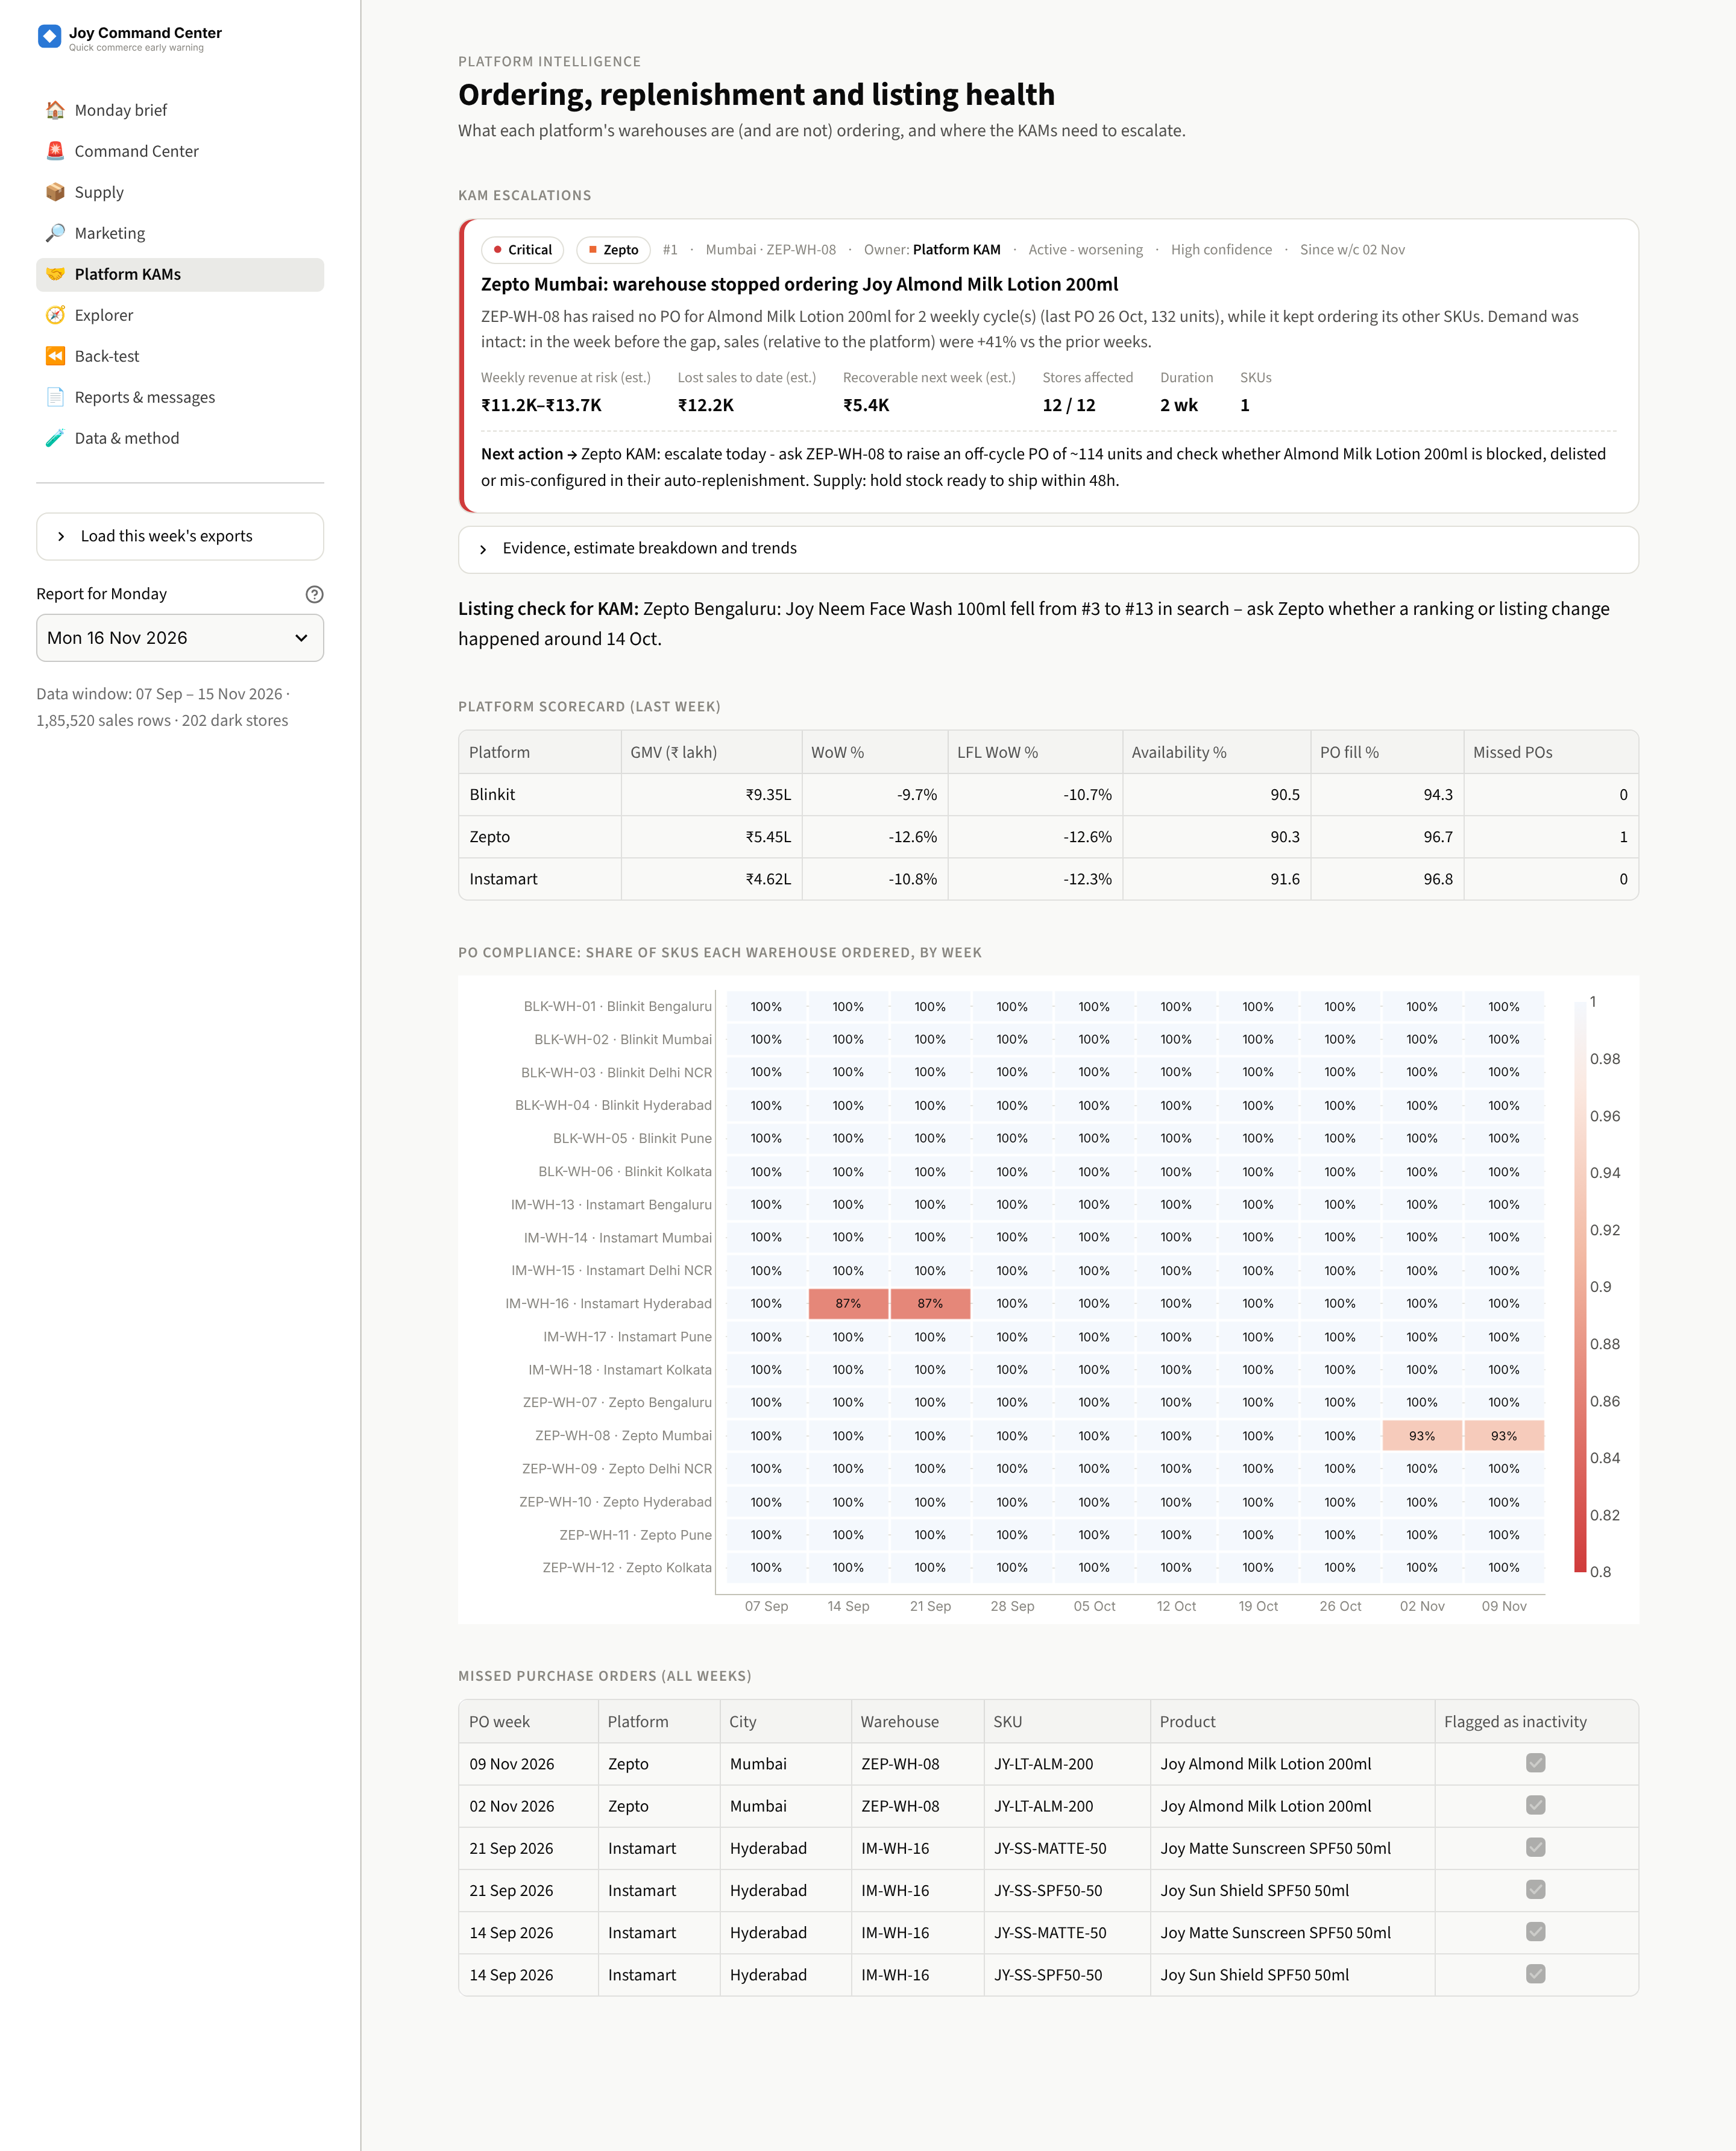 Joy Command Center
Quick commerce early warning
Monday brief
Command Center
Supply
Marketing
Platform KAMs
Explorer
Back-test
Reports & messages
Data & method
Load this week's exports
Report for Monday
Mon 16 Nov 2026
Data window: 07 Sep – 15 Nov 2026 ·
1,85,520 sales rows · 202 dark stores
PLATFORM INTELLIGENCE
Ordering, replenishment and listing health
What each platform's warehouses are (and are not) ordering, and where the KAMs need to escalate.
KAM ESCALATIONS
Critical Zepto #1 · Mumbai · ZEP-WH-08 · Owner: Platform KAM · Active - worsening · High confidence · Since w/c 02 Nov
Zepto Mumbai: warehouse stopped ordering Joy Almond Milk Lotion 200ml
ZEP-WH-08 has raised no PO for Almond Milk Lotion 200ml for 2 weekly cycle(s) (last PO 26 Oct, 132 units), while it kept ordering its other SKUs. Demand was
intact: in the week before the gap, sales (relative to the platform) were +41% vs the prior weeks.
Weekly revenue at risk (est.) Lost sales to date (est.) Recoverable next week (est.) Stores affected Duration SKUs
₹11.2K–₹13.7K ₹12.2K ₹5.4K 12 / 12 2 wk 1
Next action → Zepto KAM: escalate today - ask ZEP-WH-08 to raise an off-cycle PO of ~114 units and check whether Almond Milk Lotion 200ml is blocked, delisted
or mis-configured in their auto-replenishment. Supply: hold stock ready to ship within 48h.
Evidence, estimate breakdown and trends
Listing check for KAM: Zepto Bengaluru: Joy Neem Face Wash 100ml fell from #3 to #13 in search – ask Zepto whether a ranking or listing change
happened around 14 Oct.
PLATFORM SCORECARD (LAST WEEK)
Platform GMV (₹ lakh) WoW % LFL WoW % Availability % PO fill % Missed POs
Blinkit ₹9.35L -9.7% -10.7% 90.5 94.3 0
Zepto ₹5.45L -12.6% -12.6% 90.3 96.7 1
Instamart ₹4.62L -10.8% -12.3% 91.6 96.8 0
PO COMPLIANCE: SHARE OF SKUS EACH WAREHOUSE ORDERED, BY WEEK
BLK-WH-01 · Blinkit Bengaluru 100% 100% 100% 100% 100% 100% 100% 100% 100% 100%
BLK-WH-02 · Blinkit Mumbai 100% 100% 100% 100% 100% 100% 100% 100% 100% 100%
BLK-WH-03 · Blinkit Delhi NCR 100% 100% 100% 100% 100% 100% 100% 100% 100% 100%
BLK-WH-04 · Blinkit Hyderabad 100% 100% 100% 100% 100% 100% 100% 100% 100% 100%
BLK-WH-05 · Blinkit Pune 100% 100% 100% 100% 100% 100% 100% 100% 100% 100%
BLK-WH-06 · Blinkit Kolkata 100% 100% 100% 100% 100% 100% 100% 100% 100% 100%
IM-WH-13 · Instamart Bengaluru 100% 100% 100% 100% 100% 100% 100% 100% 100% 100%
IM-WH-14 · Instamart Mumbai 100% 100% 100% 100% 100% 100% 100% 100% 100% 100%
IM-WH-15 · Instamart Delhi NCR 100% 100% 100% 100% 100% 100% 100% 100% 100% 100%
IM-WH-16 · Instamart Hyderabad 100% 87% 87% 100% 100% 100% 100% 100% 100% 100%
IM-WH-17 · Instamart Pune 100% 100% 100% 100% 100% 100% 100% 100% 100% 100%
IM-WH-18 · Instamart Kolkata 100% 100% 100% 100% 100% 100% 100% 100% 100% 100%
ZEP-WH-07 · Zepto Bengaluru 100% 100% 100% 100% 100% 100% 100% 100% 100% 100%
ZEP-WH-08 · Zepto Mumbai 100% 100% 100% 100% 100% 100% 100% 100% 93% 93%
ZEP-WH-09 · Zepto Delhi NCR 100% 100% 100% 100% 100% 100% 100% 100% 100% 100%
ZEP-WH-10 · Zepto Hyderabad 100% 100% 100% 100% 100% 100% 100% 100% 100% 100%
ZEP-WH-11 · Zepto Pune 100% 100% 100% 100% 100% 100% 100% 100% 100% 100%
ZEP-WH-12 · Zepto Kolkata 100% 100% 100% 100% 100% 100% 100% 100% 100% 100%
07 Sep 14 Sep 21 Sep 28 Sep 05 Oct 12 Oct 19 Oct 26 Oct 02 Nov 09 Nov
1
0.98
0.96
0.94
0.92
0.9
0.88
0.86
0.84
0.82
0.8
MISSED PURCHASE ORDERS (ALL WEEKS)
PO week Platform City Warehouse SKU Product Flagged as inactivity
09 Nov 2026 Zepto Mumbai ZEP-WH-08 JY-LT-ALM-200 Joy Almond Milk Lotion 200ml
02 Nov 2026 Zepto Mumbai ZEP-WH-08 JY-LT-ALM-200 Joy Almond Milk Lotion 200ml
21 Sep 2026 Instamart Hyderabad IM-WH-16 JY-SS-MATTE-50 Joy Matte Sunscreen SPF50 50ml
21 Sep 2026 Instamart Hyderabad IM-WH-16 JY-SS-SPF50-50 Joy Sun Shield SPF50 50ml
14 Sep 2026 Instamart Hyderabad IM-WH-16 JY-SS-MATTE-50 Joy Matte Sunscreen SPF50 50ml
14 Sep 2026 Instamart Hyderabad IM-WH-16 JY-SS-SPF50-50 Joy Sun Shield SPF50 50ml